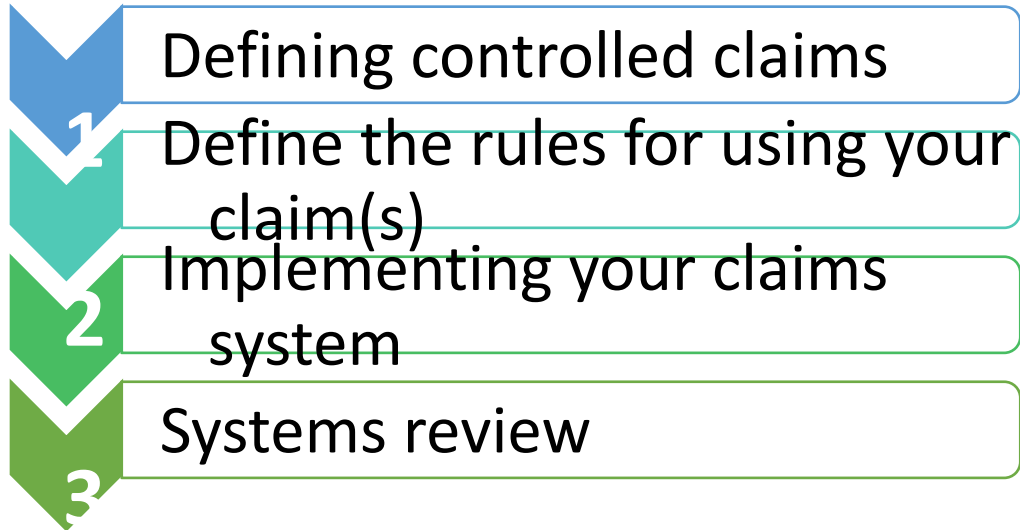 Defining controlled claims
1
Define the rules for using your
claim(s)
Implementing your claims
2
system
Systems review
3